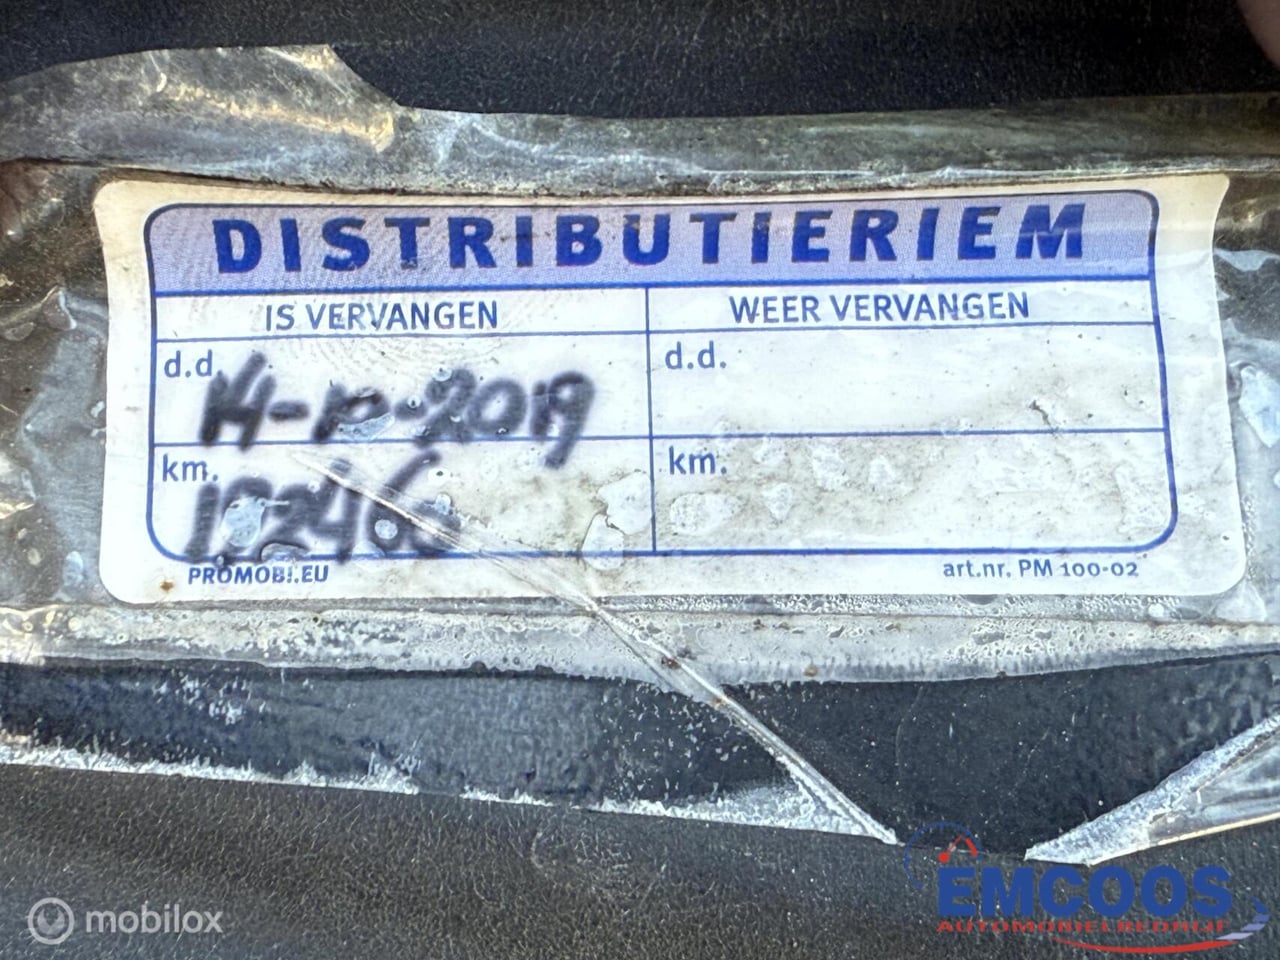 DISTRIBUTIERIEM
IS VERVANGEN WEER VERVANGEN
d.d. 14-10-2019 d.d.
km. km.
PROMOBI.EU art.nr. PM 100-02
EMCOOS
AUTOMOBIELBEDRIJF
mobilox